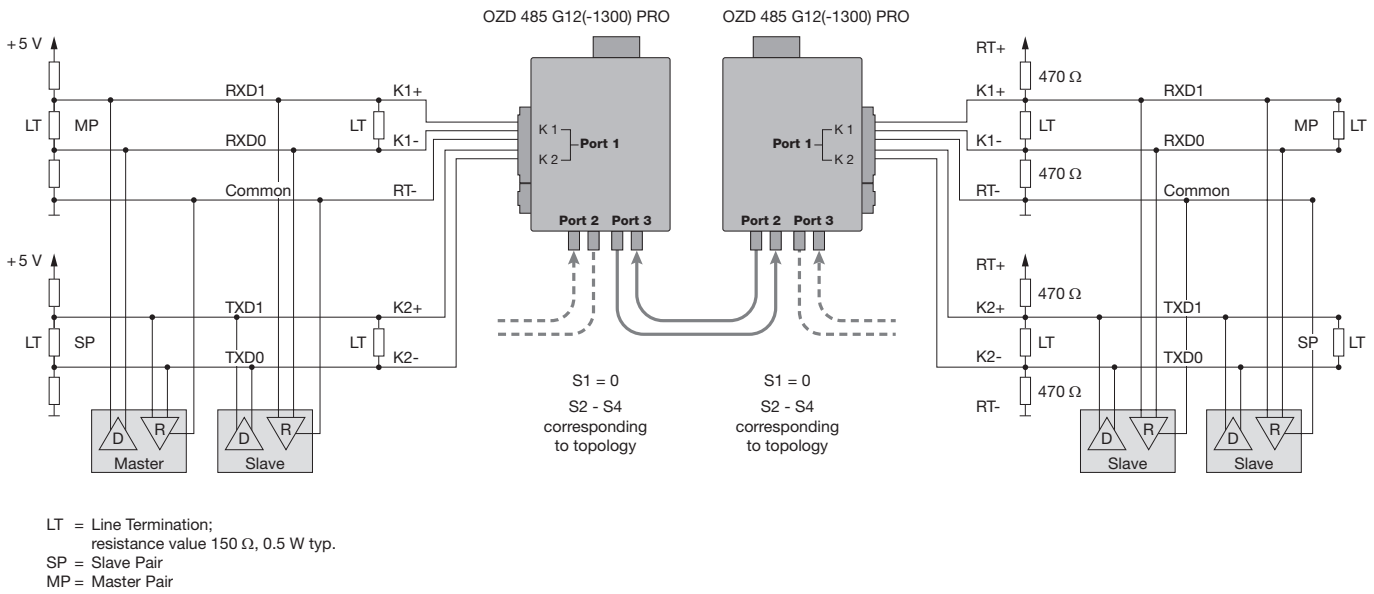 OZD 485 G12(-1300) PRO
OZD 485 G12(-1300) PRO
+5 V
RXD1
K1+
LT
MP
LT
RXD0
K1-
Common
RT-
K 1
K 2
Port 1
Port 2
Port 3
+5 V
TXD1
K2+
LT
SP
LT
TXD0
K2-
D
R
Master
D
R
Slave
S1 = 0
S2 - S4
corresponding
to topology
S1 = 0
S2 - S4
corresponding
to topology
Port 1
K 1
K 2
Port 2
Port 3
RT+
470 Ω
K1+
RXD1
LT
MP
LT
K1-
RXD0
470 Ω
RT-
Common
RT+
470 Ω
K2+
TXD1
LT
SP
LT
K2-
TXD0
470 Ω
RT-
D
R
Slave
D
R
Slave
LT = Line Termination;
resistance value 150 Ω, 0.5 W typ.
SP = Slave Pair
MP = Master Pair